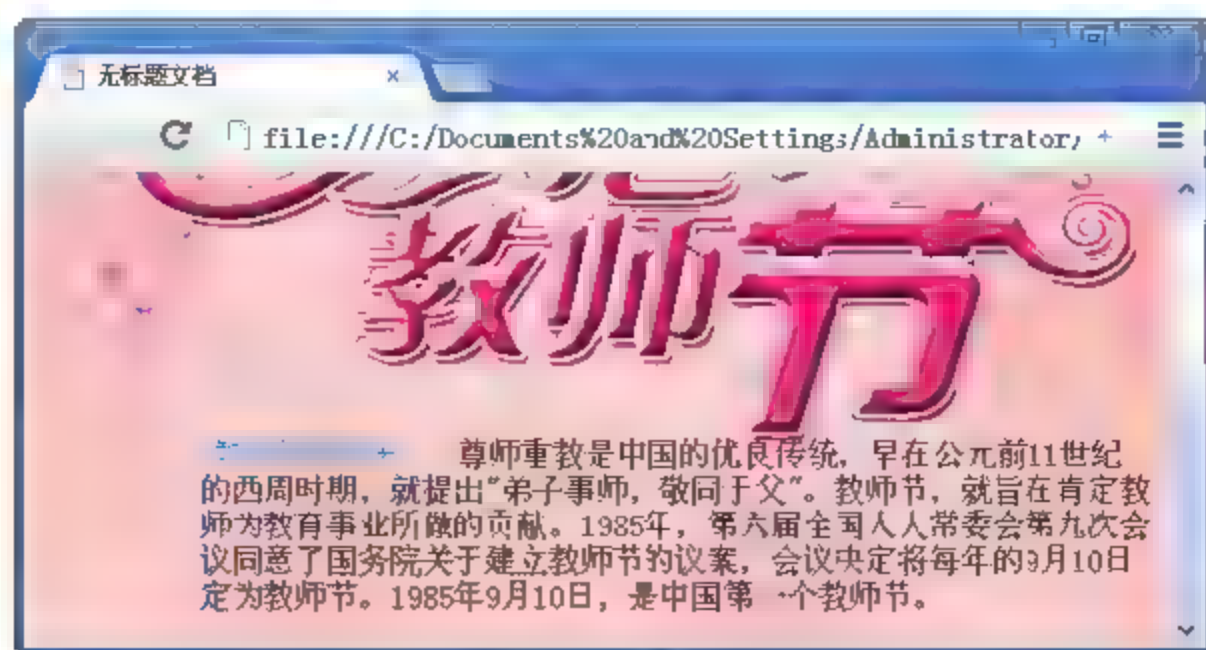 无标题文档 ×
file:///C:/Documents%20and%20Settings/Administrator/
教师节
尊师重教是中国的优良传统，早在公元前11世纪
的西周时期，就提出“弟子事师，敬同于父”。教师节，就旨在肯定教
师为教育事业所做的贡献。1985年，第六届全国人人常委会第九次会
议同意了国务院关于建立教师节的议案，会议决定将每年的9月10日
定为教师节。1985年9月10日，是中国第一个教师节。